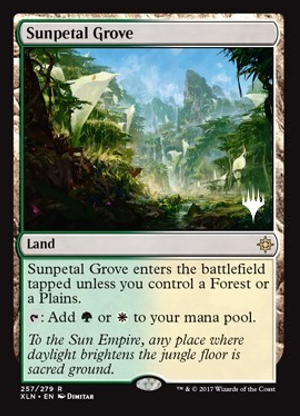 Sunpetal Grove
Land
Sunpetal Grove enters the battlefield
tapped unless you control a Forest or
a Plains.
: Add or to your mana pool.
To the Sun Empire, any place where
daylight brightens the jungle floor is
sacred ground.
257/279 R
XLN • EN DIMITAR
™ & © 2017 Wizards of the Coast